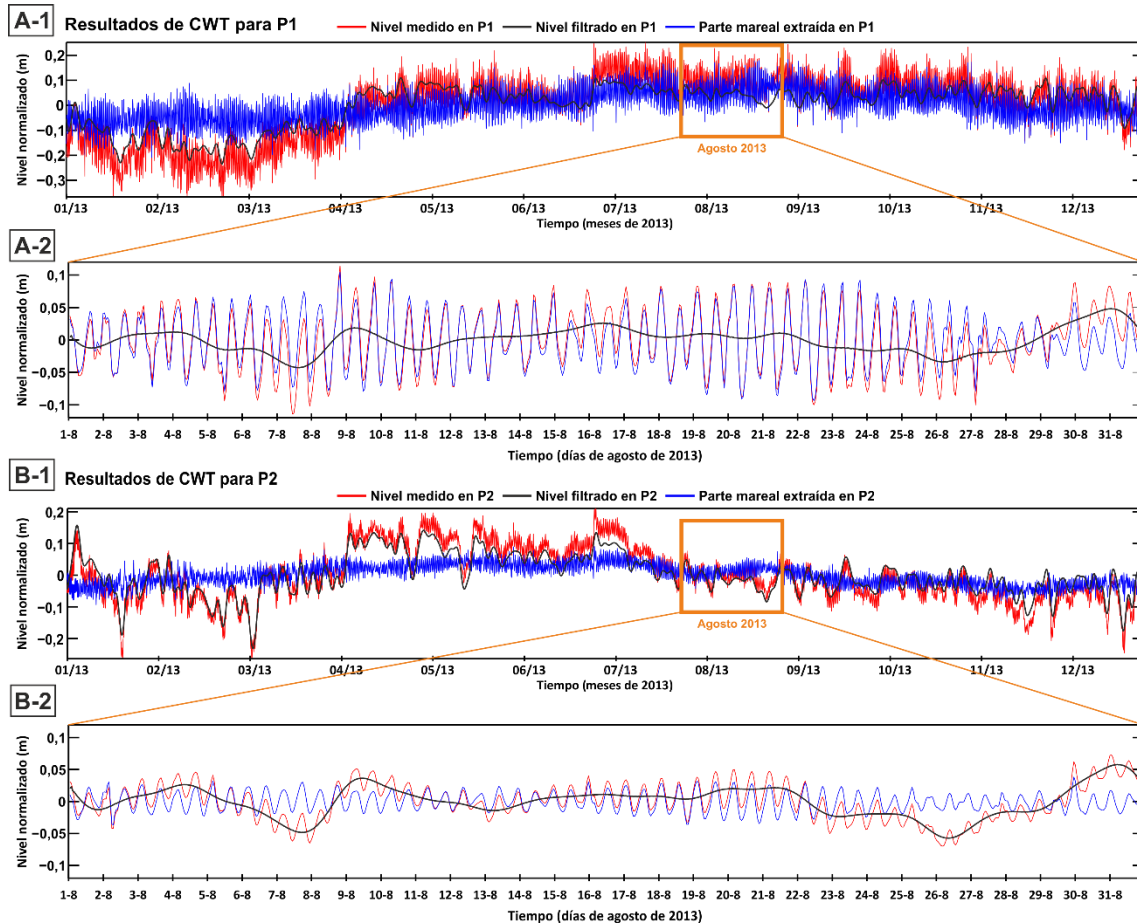 A-1 Resultados de CWT para P1
Nivel medido en P1 Nivel filtrado en P1 Parte mareal extraída en P1
Nivel normalizado (m)
0,2
0,1
0
−0,1
−0,2
−0,3
Agosto 2013
01/13 02/13 03/13 04/13 05/13 06/13 07/13 08/13 09/13 10/13 11/13 12/13
Tiempo (meses de 2013)
A-2
Nivel normalizado (m)
0,1
0,05
0
−0,05
−0,1
1-8 2-8 3-8 4-8 5-8 6-8 7-8 8-8 9-8 10-8 11-8 12-8 13-8 14-8 15-8 16-8 17-8 18-8 19-8 20-8 21-8 22-8 23-8 24-8 26-8 27-8 28-8 29-8 30-8 31-8
Tiempo (días de agosto de 2013)
B-1 Resultados de CWT para P2
Nivel medido en P2 Nivel filtrado en P2 Parte mareal extraída en P2
Nivel normalizado (m)
0,2
0,1
0
−0,1
−0,2
Agosto 2013
01/13 02/13 03/13 04/13 05/13 06/13 07/13 08/13 09/13 10/13 11/13 12/13
Tiempo (meses de 2013)
B-2
Nivel normalizado (m)
0,1
0,05
0
−0,05
−0,1
1-8 2-8 3-8 4-8 5-8 6-8 7-8 8-8 9-8 10-8 11-8 12-8 13-8 14-8 15-8 16-8 17-8 18-8 19-8 20-8 21-8 22-8 23-8 24-8 26-8 27-8 28-8 29-8 30-8 31-8
Tiempo (días de agosto de 2013)